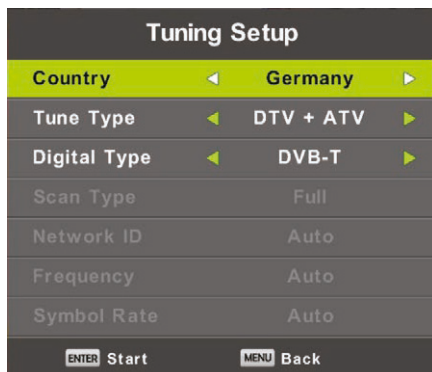 Tuning Setup
Country Germany
Tune Type DTV + ATV
Digital Type DVB-T
Scan Type Full
Network ID Auto
Frequency Auto
Symbol Rate Auto
ENTER Start MENU Back